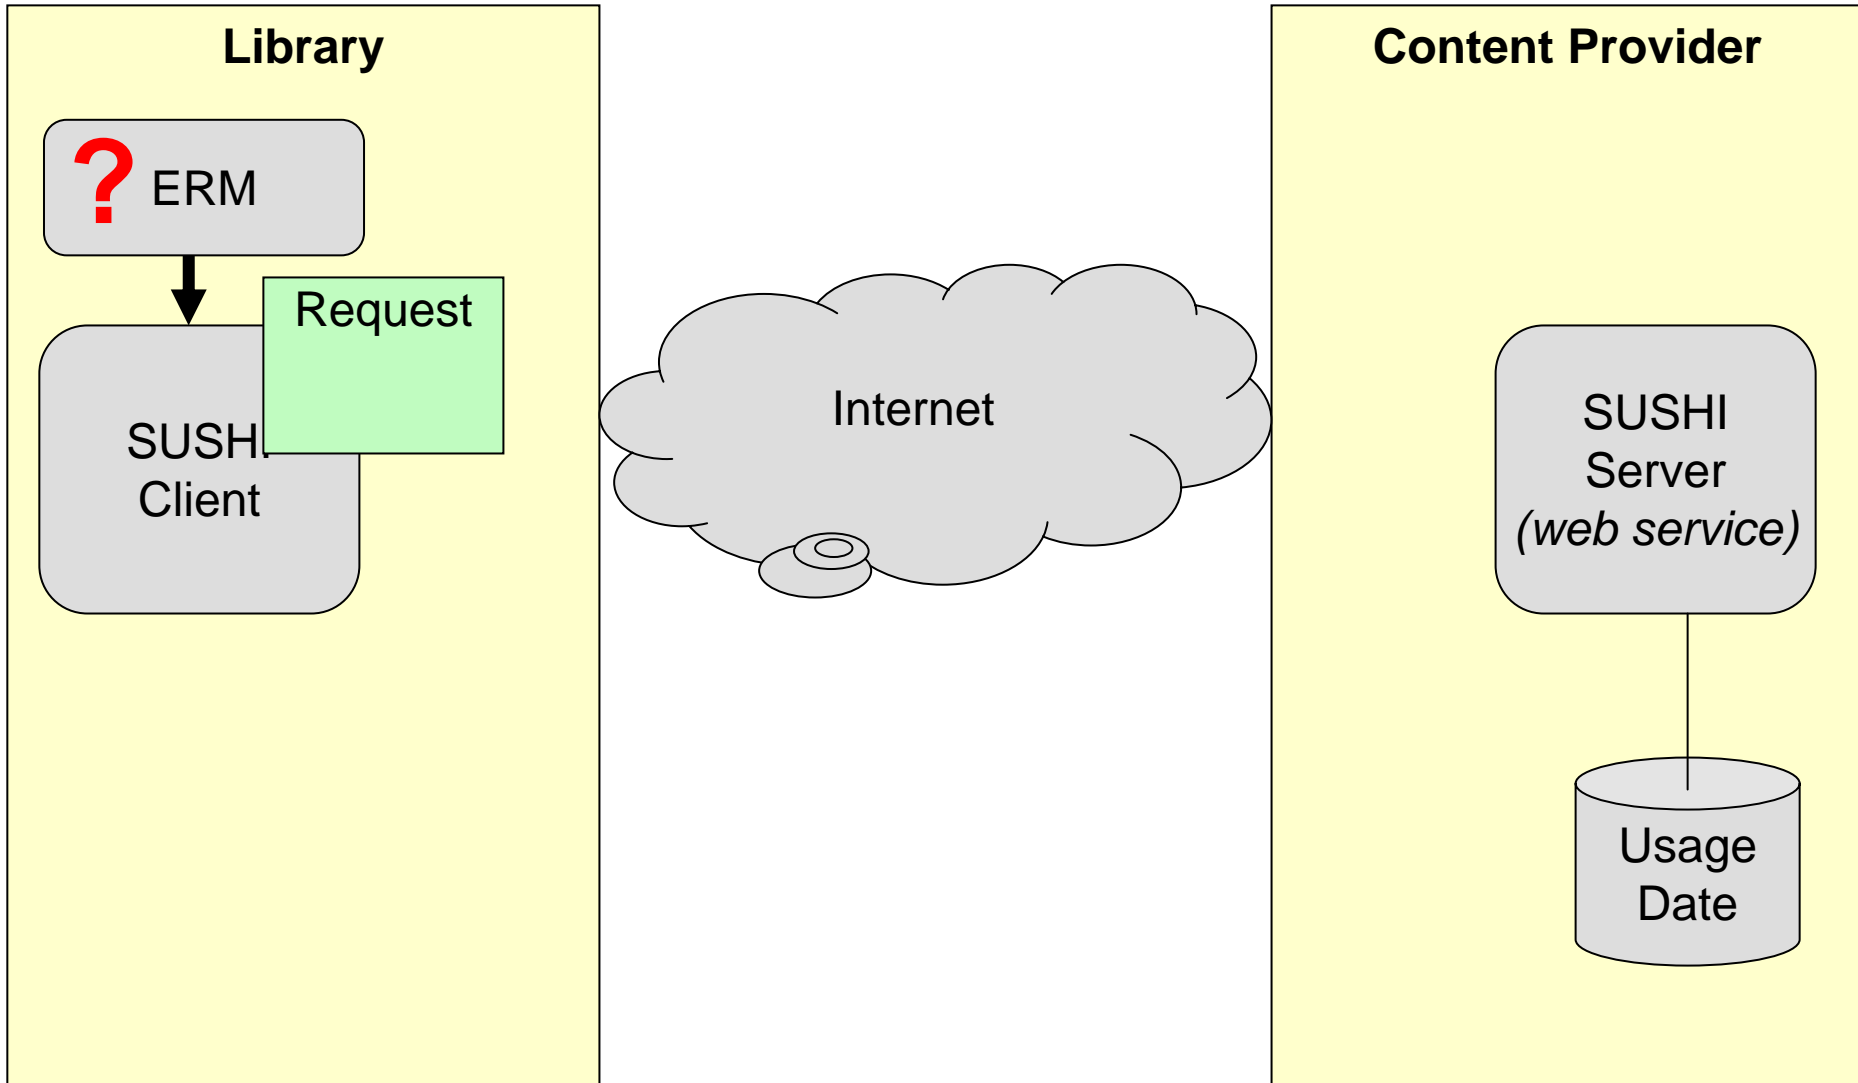 Library
Content Provider
? ERM
Request
SUSHI
Client
Internet
SUSHI
Server
(web service)
Usage
Date